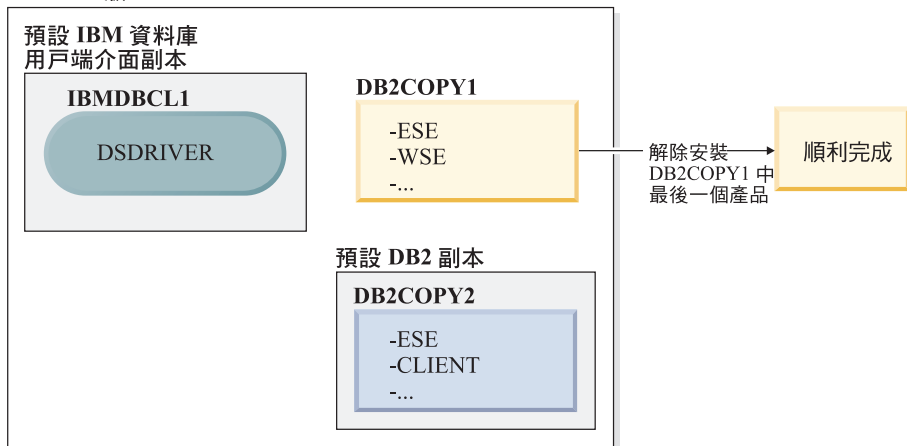 預設 IBM 資料庫
用戶端介面副本
IBMDBCL1
DSDRIVER
DB2COPY1
-ESE
-WSE
-...
解除安裝
DB2COPY1 中
最後一個產品
順利完成
預設 DB2 副本
DB2COPY2
-ESE
-CLIENT
-...